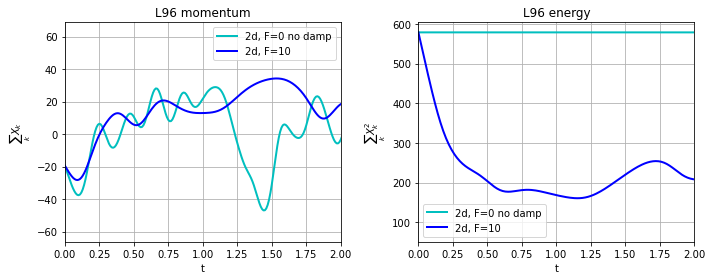 L96 momentum
60
40
20
0
−20
−40
−60
∑ X_k
k
2d, F=0 no damp
2d, F=10
0.00 0.25 0.50 0.75 1.00 1.25 1.50 1.75 2.00
t
L96 energy
600
500
400
300
200
100
∑ X_k^2
k
2d, F=0 no damp
2d, F=10
0.00 0.25 0.50 0.75 1.00 1.25 1.50 1.75 2.00
t